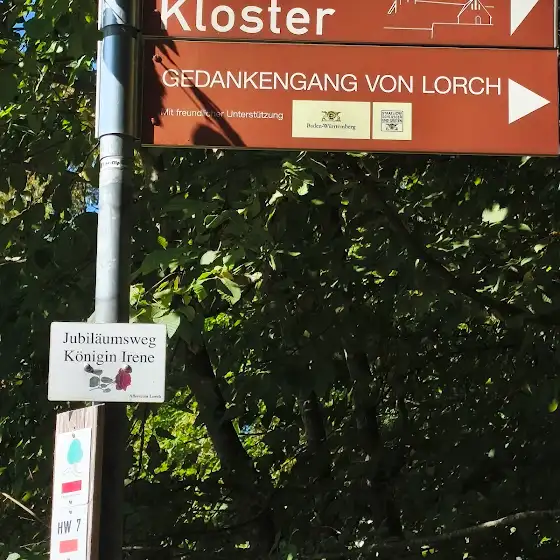 Kloster
GEDANKENGANG VON LORCH
Mit freundlicher Unterstützung
Baden-Württemberg
Jubiläumsweg
Königin Irene
HW 7